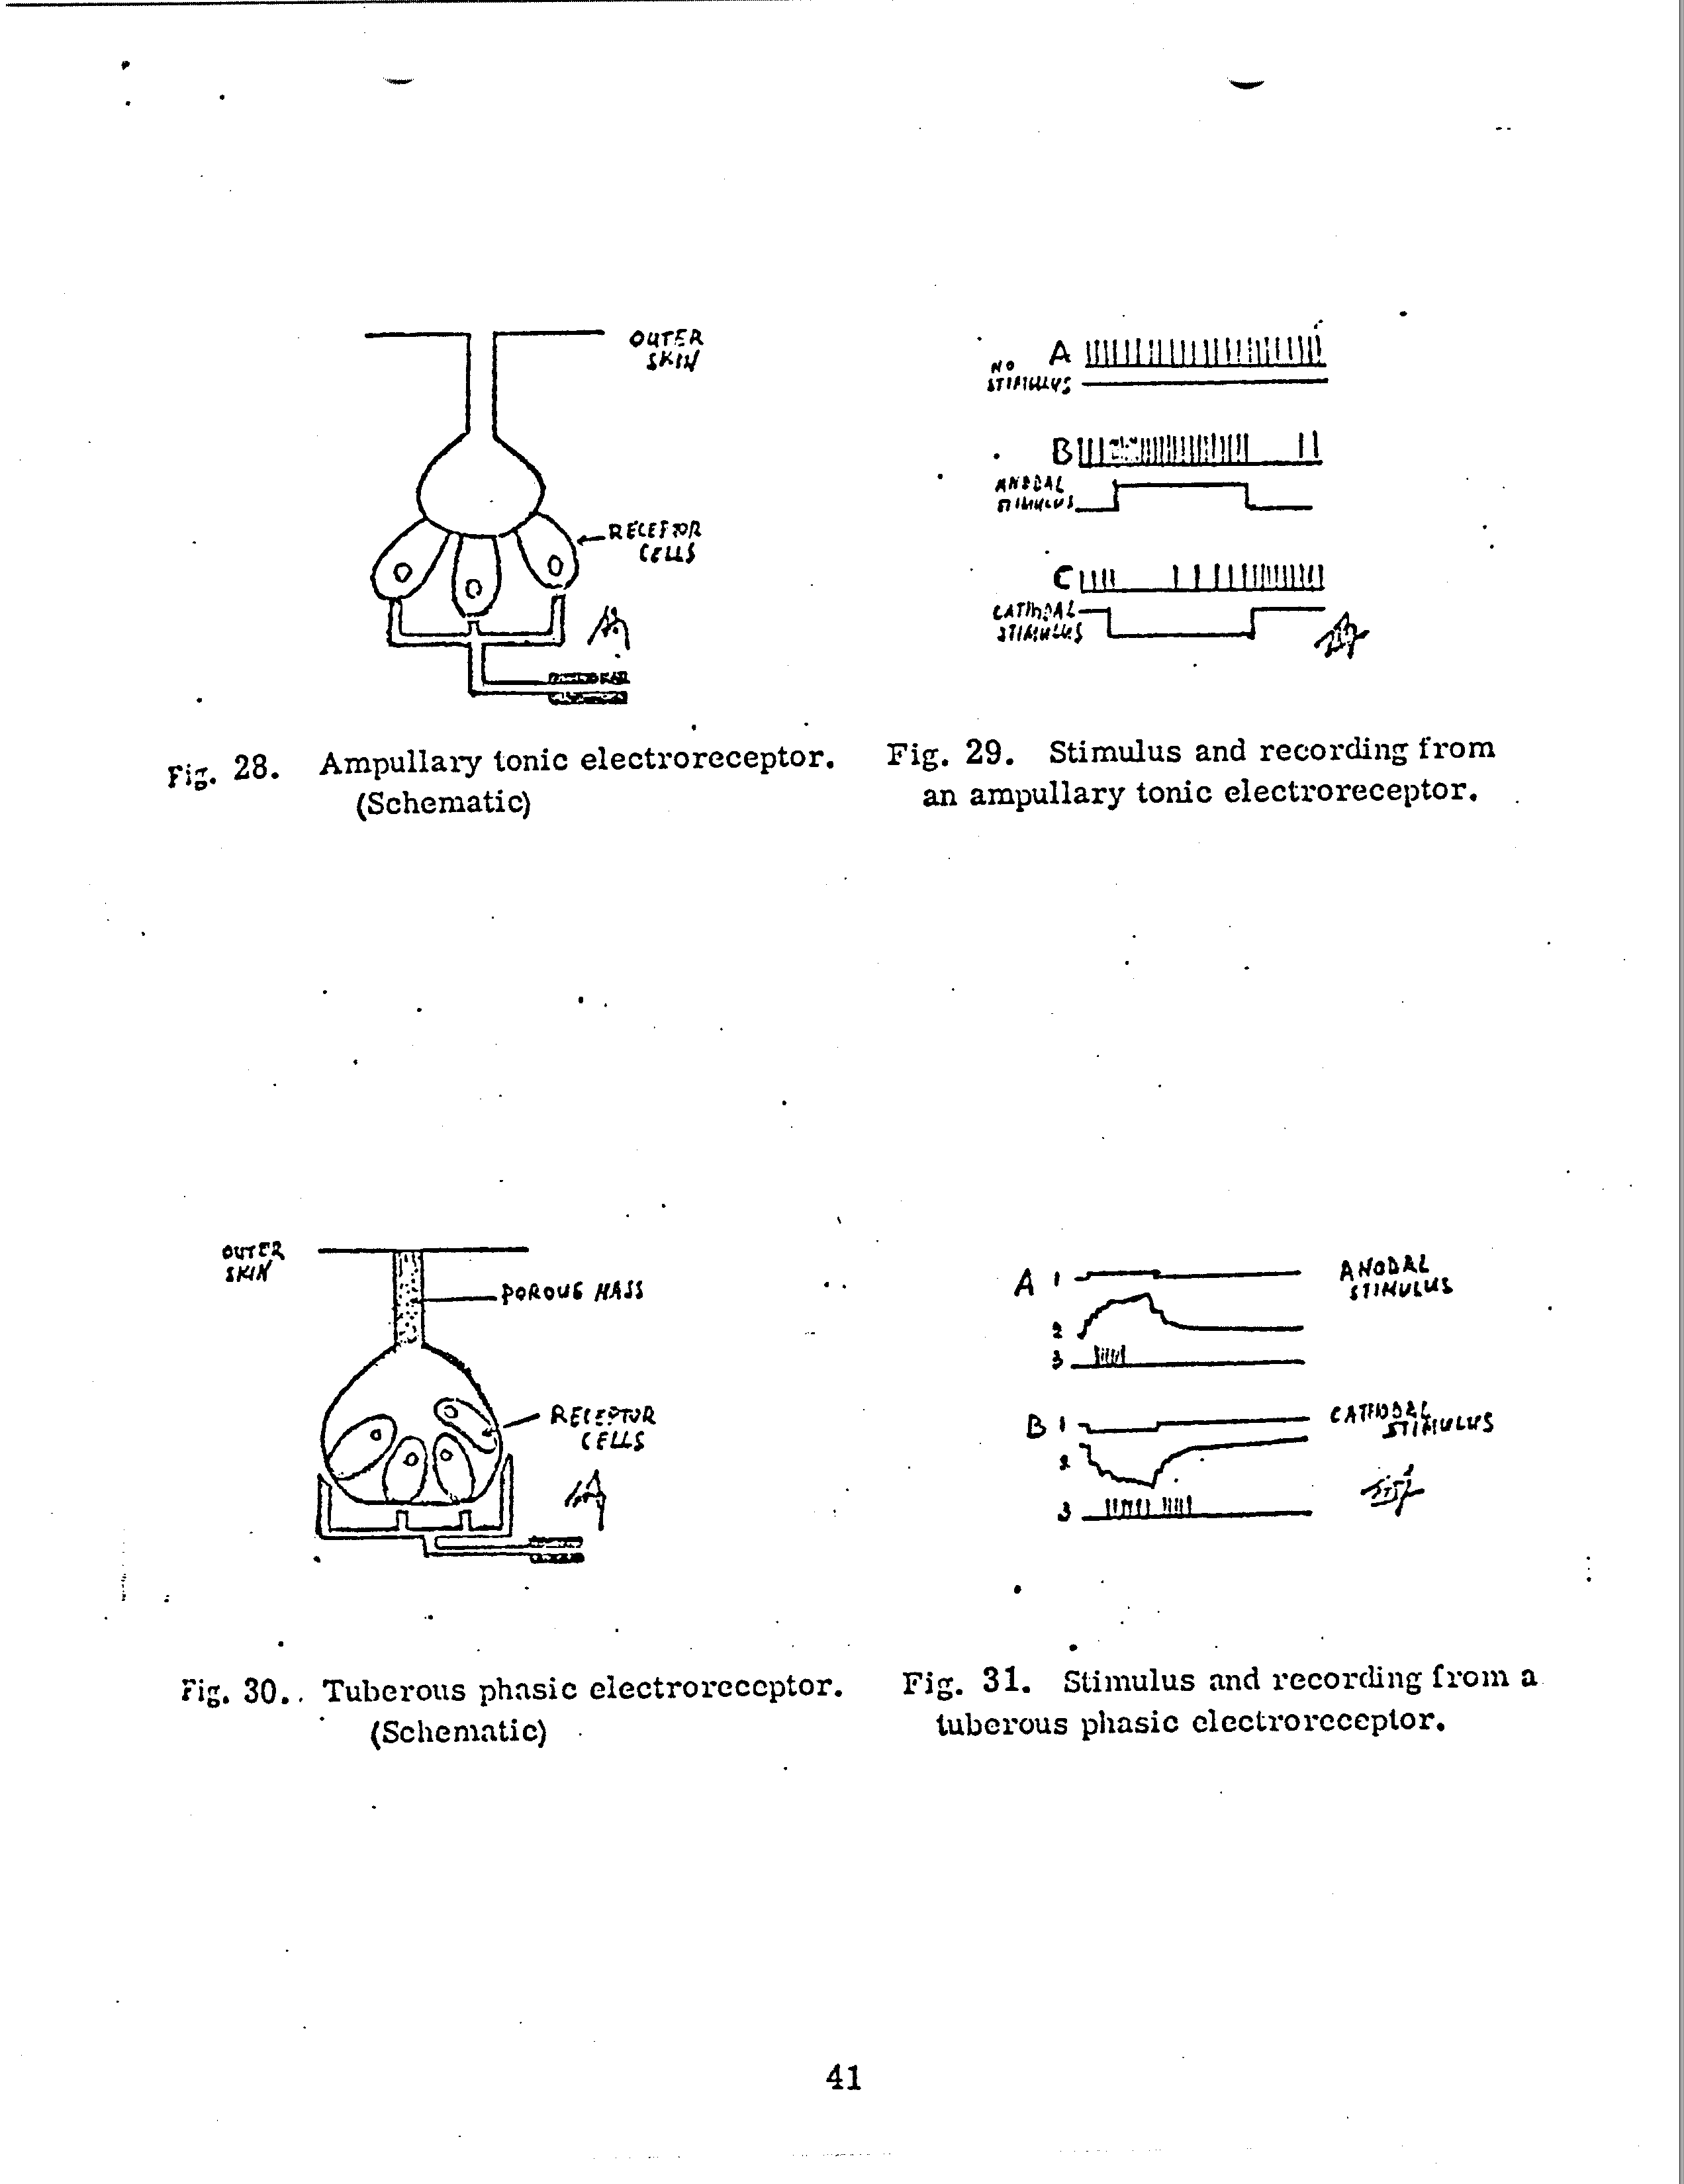 OUTER
SKIN
RECEPTOR
CELLS
A
NO
STIMULUS
B
ANODAL
STIMULUS
C
CATHODAL
STIMULUS
Fig. 28. Ampullary tonic electroreceptor.
(Schematic)
Fig. 29. Stimulus and recording from
an ampullary tonic electroreceptor.
OUTER
SKIN
POROUS MASS
RECEPTOR
CELLS
A 1
2
3
ANODAL
STIMULUS
B 1
2
3
CATHODAL
STIMULUS
Fig. 30.. Tuberous phasic electroreceptor.
(Schematic)
Fig. 31. Stimulus and recording from a
tuberous phasic electroreceptor.
41